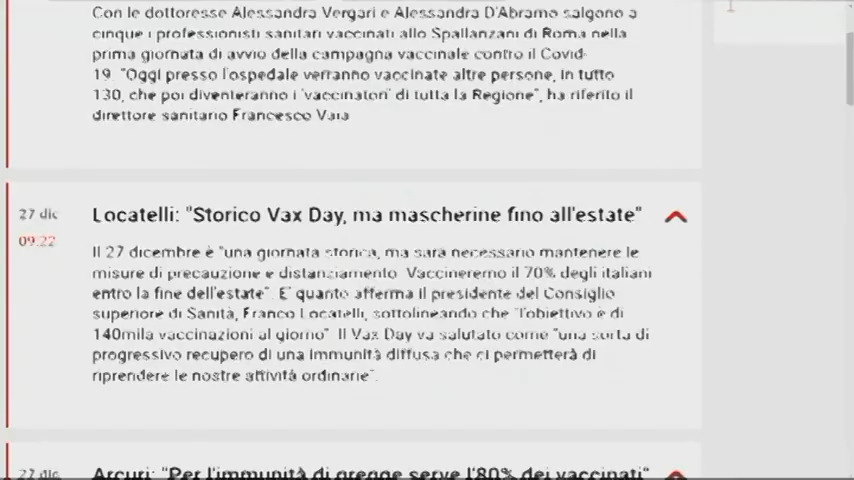 Con le dottoresse Alessandra Vergari e Alessandra D'Abramo salgono a
cinque i professionisti sanitari vaccinati allo Spallanzani di Roma nella
prima giornata di avvio della campagna vaccinale contro il Covid-
19. "Oggi presso l'ospedale verranno vaccinate altre persone, in tutto
130, che poi diventeranno i 'vaccinatori' di tutta la Regione", ha riferito il
direttore sanitario Francesco Vaia
27 dic
09:22
Locatelli: "Storico Vax Day, ma mascherine fino all'estate"
Il 27 dicembre è "una giornata storica, ma sarà necessario mantenere le
misure di precauzione e distanziamento. Vaccineremo il 70% degli italiani
entro la fine dell'estate". E' quanto afferma il presidente del Consiglio
superiore di Sanità, Franco Locatelli, sottolineando che "l'obiettivo è di
140mila vaccinazioni al giorno". Il Vax Day va salutato come "una sorta di
progressivo recupero di una immunità diffusa che ci permetterà di
riprendere le nostre attività ordinarie".
27 dic
Arcuri: "Per l'immunità di gregge serve l'80% dei vaccinati"